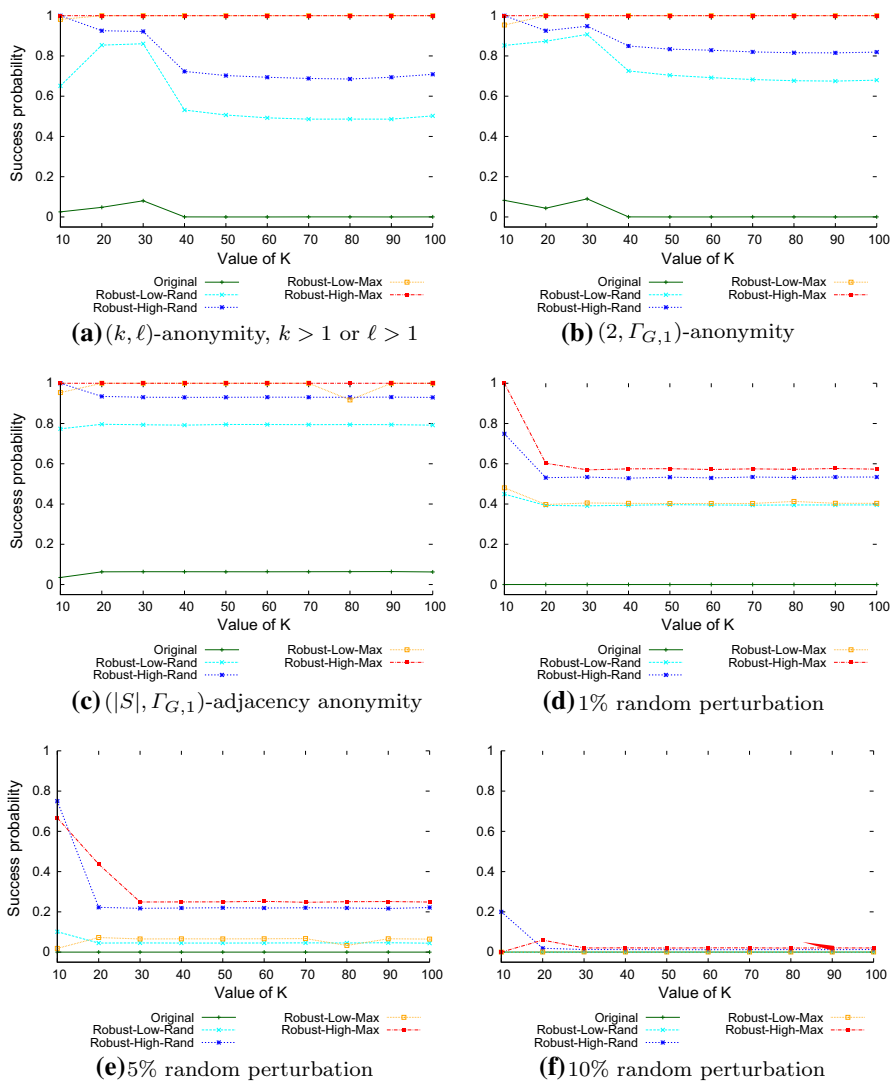 Success probability
1
0.8
0.6
0.4
0.2
0
10 20 30 40 50 60 70 80 90 100
Value of K
Original
Robust-Low-Rand
Robust-High-Rand
Robust-Low-Max
Robust-High-Max
(a) (k, ℓ)-anonymity, k > 1 or ℓ > 1
1
0.8
0.6
0.4
0.2
0
10 20 30 40 50 60 70 80 90 100
Value of K
Original
Robust-Low-Rand
Robust-High-Rand
Robust-Low-Max
Robust-High-Max
(b) (2, Γ_{G,1})-anonymity
Success probability
1
0.8
0.6
0.4
0.2
0
10 20 30 40 50 60 70 80 90 100
Value of K
Original
Robust-Low-Rand
Robust-High-Rand
Robust-Low-Max
Robust-High-Max
(c) (|S|, Γ_{G,1})-adjacency anonymity
1
0.8
0.6
0.4
0.2
0
10 20 30 40 50 60 70 80 90 100
Value of K
Original
Robust-Low-Rand
Robust-High-Rand
Robust-Low-Max
Robust-High-Max
(d) 1% random perturbation
Success probability
1
0.8
0.6
0.4
0.2
0
10 20 30 40 50 60 70 80 90 100
Value of K
Original
Robust-Low-Rand
Robust-High-Rand
Robust-Low-Max
Robust-High-Max
(e) 5% random perturbation
1
0.8
0.6
0.4
0.2
0
10 20 30 40 50 60 70 80 90 100
Value of K
Original
Robust-Low-Rand
Robust-High-Rand
Robust-Low-Max
Robust-High-Max
(f) 10% random perturbation